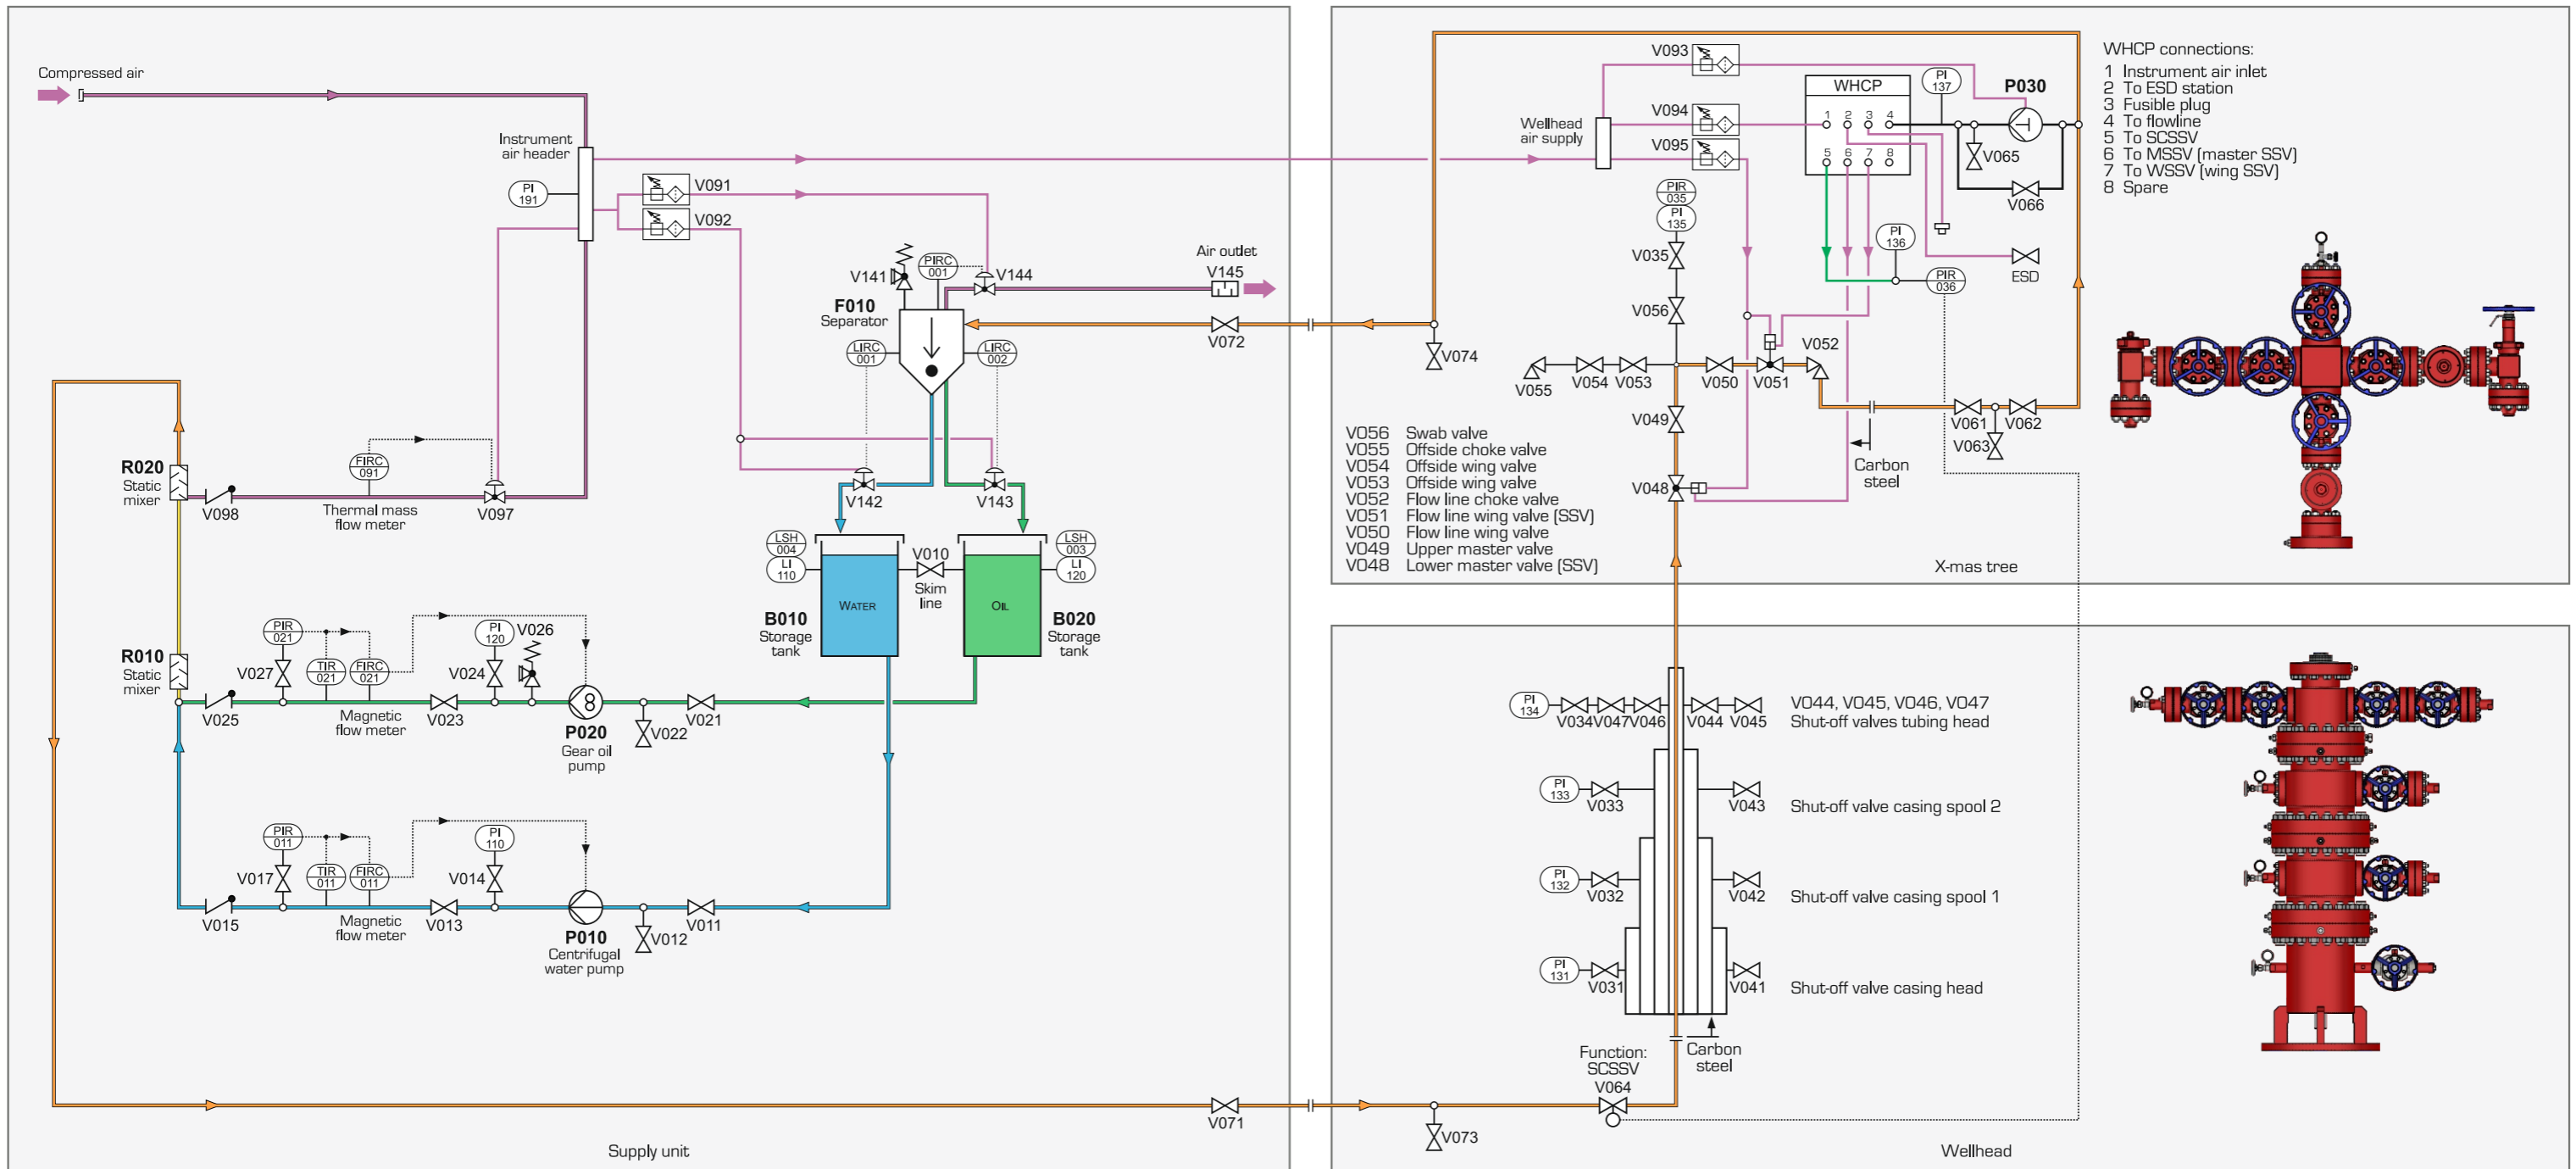 Compressed air
Instrument
air header
PI
191
V091
V092
V141
PIRC
001
V144
Air outlet
V145
F010
Separator
LIRC
001
LIRC
002
V072
R020
Static
mixer
V098
FIRC
091
Thermal mass
flow meter
V097
V142
V143
LSH
004
LI
110
V010
Skim
line
LSH
003
LI
120
WATER
OIL
B010
Storage
tank
B020
Storage
tank
R010
Static
mixer
PIR
021
V027
TIR
021
FIRC
021
PI
120
V026
V024
V025
Magnetic
flow meter
V023
P020
Gear oil
pump
V022
V021
PIR
011
V017
TIR
011
FIRC
011
PI
110
V014
V015
Magnetic
flow meter
V013
P010
Centrifugal
water pump
V012
V011
V071
Supply unit
V093
V094
V095
Wellhead
air supply
WHCP
1 2 3 4
5 6 7 8
PI
137
P030
V065
V066
PIR
035
PI
135
V035
V056
PI
136
PIR
036
ESD
V074
V055
V054
V053
V050
V051
V052
V049
V048
V061
V062
V063
Carbon
steel
WHCP connections:
1 Instrument air inlet
2 To ESD station
3 Fusible plug
4 To flowline
5 To SCSSV
6 To MSSV (master SSV)
7 To WSSV (wing SSV)
8 Spare
V056 Swab valve
V055 Offside choke valve
V054 Offside wing valve
V053 Offside wing valve
V052 Flow line choke valve
V051 Flow line wing valve (SSV)
V050 Flow line wing valve
V049 Upper master valve
V048 Lower master valve (SSV)
X-mas tree
PI
134
V034
V047
V046
V044
V045
V044, V045, V046, V047
Shut-off valves tubing head
PI
133
V033
V043
Shut-off valve casing spool 2
PI
132
V032
V042
Shut-off valve casing spool 1
PI
131
V031
V041
Shut-off valve casing head
Function:
SCSSV
V064
Carbon
steel
V073
Wellhead